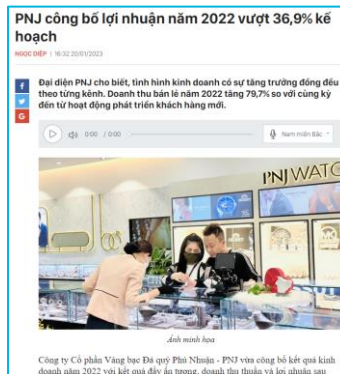 PNJ công bố lợi nhuận năm 2022 vượt 36,9% kế
hoạch
NGỌC DIỆP | 16:32 20/01/2023
Đại diện PNJ cho biết, tình hình kinh doanh có sự tăng trưởng đồng đều
theo từng kênh. Doanh thu bán lẻ năm 2022 tăng 79,7% so với cùng kỳ
đến từ hoạt động phát triển khách hàng mới.
0:00 / 0:00
Nam miền Bắc
PNJ WATCH
Ảnh minh họa
Công ty Cổ phần Vàng bạc Đá quý Phú Nhuận - PNJ vừa công bố kết quả kinh
doanh năm 2022 với kết quả đầy ấn tượng, doanh thu thuần và lợi nhuận sau